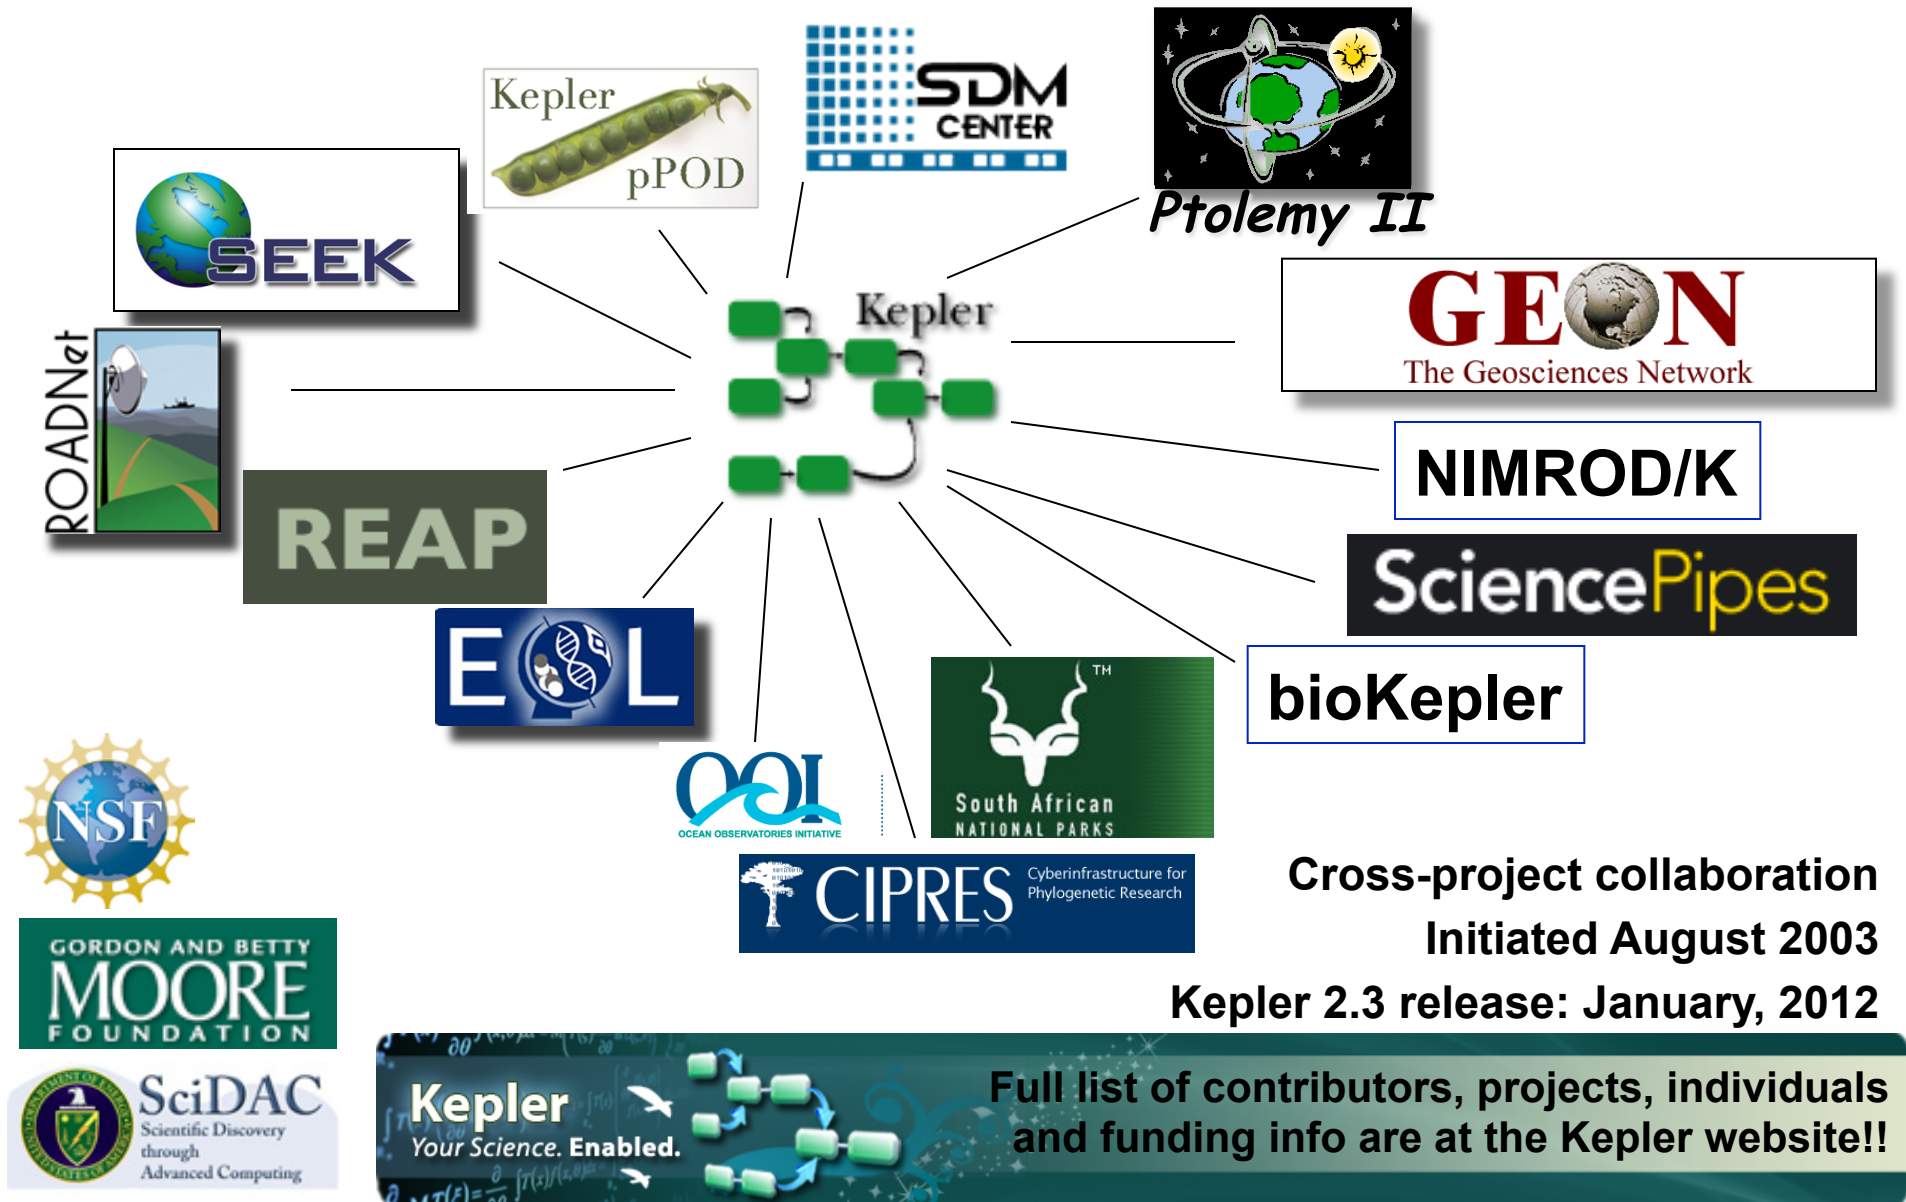 Kepler
pPOD
SDM
CENTER
Ptolemy II
SEEK
Kepler
GEON
The Geosciences Network
ROADNet
NIMROD/K
REAP
SciencePipes
EOL
bioKepler
TM
South African
NATIONAL PARKS
OOI
OCEAN OBSERVATORIES INITIATIVE
NSF
CIPRES
Cyberinfrastructure for
Phylogenetic Research
Cross-project collaboration
Initiated August 2003
Kepler 2.3 release: January, 2012
GORDON AND BETTY
MOORE
FOUNDATION
SciDAC
Scientific Discovery
through
Advanced Computing
Kepler
Your Science. Enabled.
Full list of contributors, projects, individuals
and funding info are at the Kepler website!!